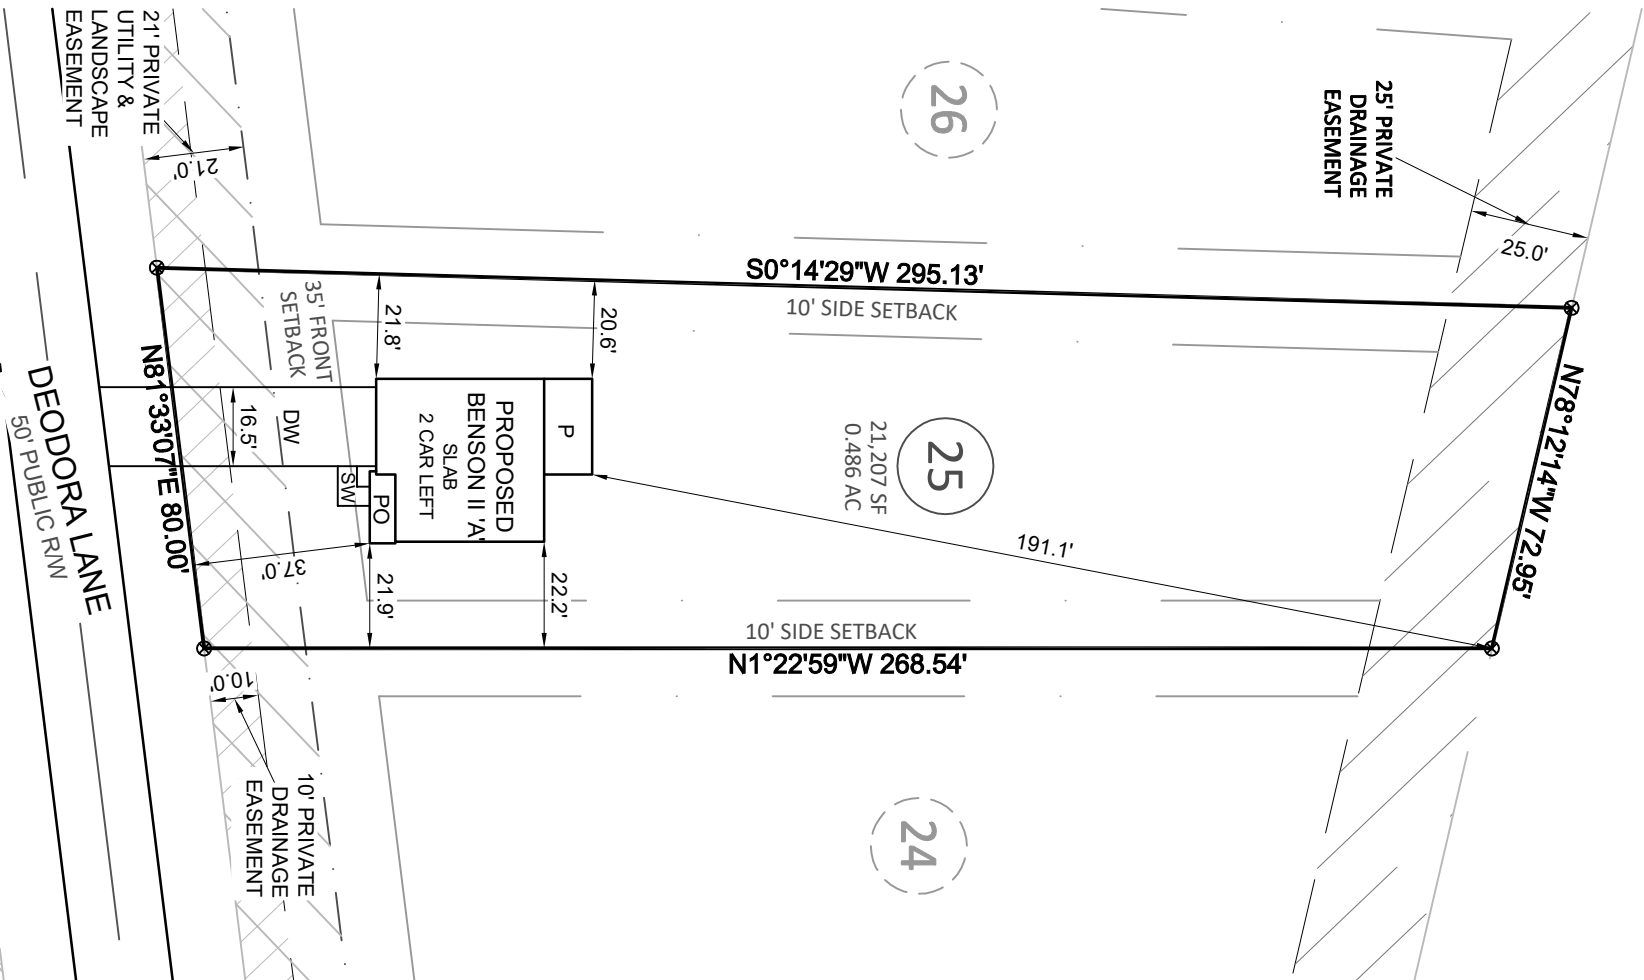 21' PRIVATE
UTILITY &
LANDSCAPE
EASEMENT
21.0'
26
25' PRIVATE
DRAINAGE
EASEMENT
25.0'
S0°14'29"W 295.13'
10' SIDE SETBACK
35' FRONT
SETBACK
21.8'
20.6'
N81°33'07"E 80.00'
DEODORA LANE
50' PUBLIC R/W
16.5'
DW
SW
PO
P
PROPOSED
BENSON II 'A'
SLAB
2 CAR LEFT
25
21,207 SF
0.486 AC
N78°12'14"W 72.95'
191.1'
37.0'
21.9'
22.2'
10' SIDE SETBACK
N1°22'59"W 268.54'
10.0'
10' PRIVATE
DRAINAGE
EASEMENT
24